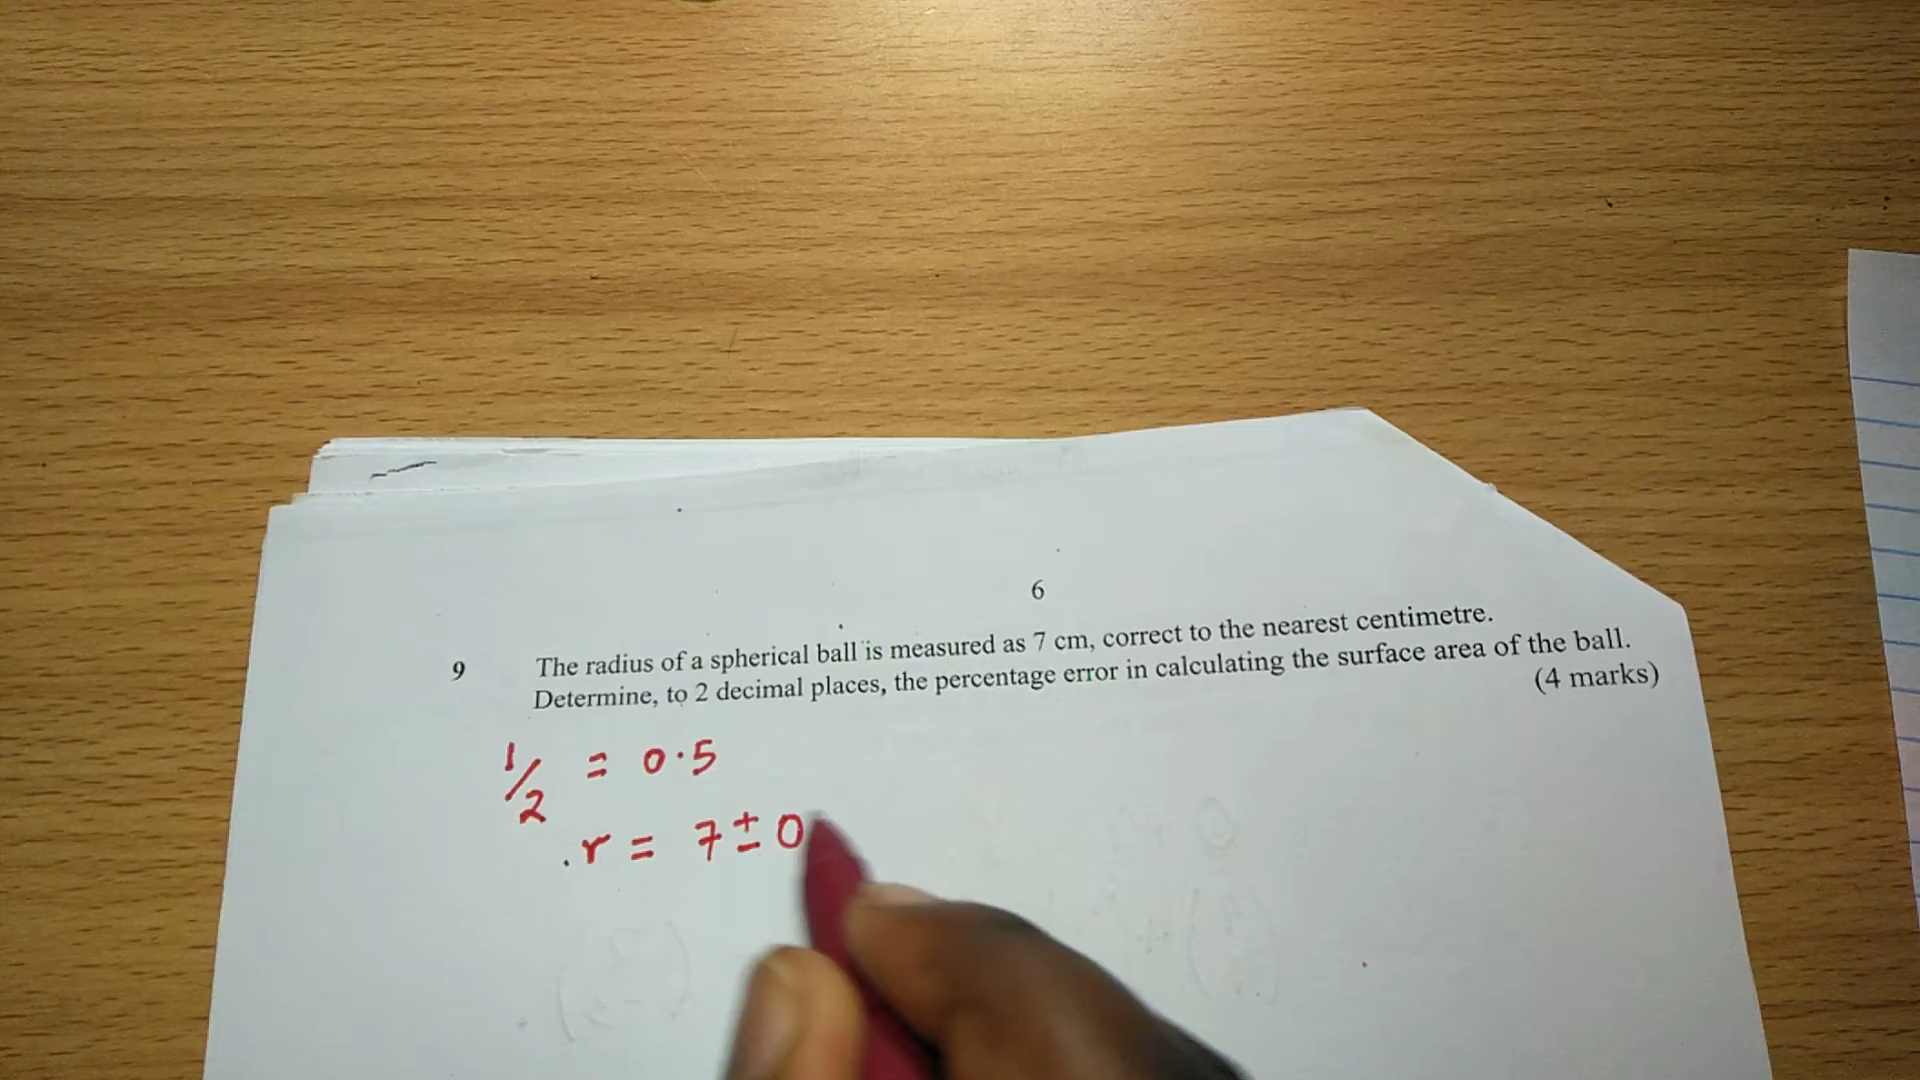 6
9 The radius of a spherical ball is measured as 7 cm, correct to the nearest centimetre.
Determine, to 2 decimal places, the percentage error in calculating the surface area of the ball.
(4 marks)
1/2 = 0.5
r = 7 ± 0